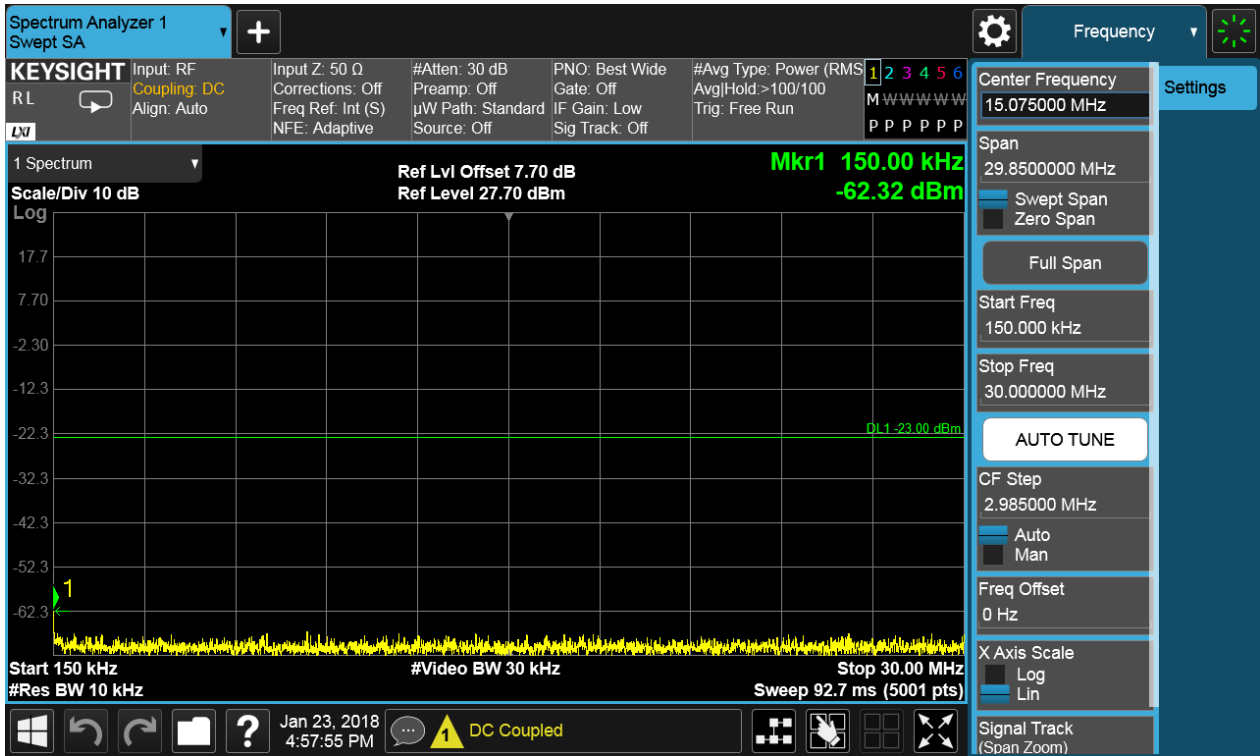 Spectrum Analyzer 1
Swept SA
Frequency
KEYSIGHT
RL
LXI
Input: RF
Coupling: DC
Align: Auto
Input Z: 50 Ω
Corrections: Off
Freq Ref: Int (S)
NFE: Adaptive
#Atten: 30 dB
Preamp: Off
µW Path: Standard
Source: Off
PNO: Best Wide
Gate: Off
IF Gain: Low
Sig Track: Off
#Avg Type: Power (RMS
Avg|Hold:>100/100
Trig: Free Run
1 2 3 4 5 6
M W W W W W
P P P P P P
1 Spectrum
Scale/Div 10 dB
Ref Lvl Offset 7.70 dB
Ref Level 27.70 dBm
Mkr1 150.00 kHz
-62.32 dBm
Log
17.7
7.70
-2.30
-12.3
-22.3
DL1 -23.00 dBm
-32.3
-42.3
-52.3
1
-62.3
Start 150 kHz
#Video BW 30 kHz
Stop 30.00 MHz
#Res BW 10 kHz
Sweep 92.7 ms (5001 pts)
Center Frequency
15.075000 MHz
Span
29.8500000 MHz
Swept Span
Zero Span
Full Span
Start Freq
150.000 kHz
Stop Freq
30.000000 MHz
AUTO TUNE
CF Step
2.985000 MHz
Auto
Man
Freq Offset
0 Hz
X Axis Scale
Log
Lin
Signal Track
(Span Zoom)
Settings
?
Jan 23, 2018
4:57:55 PM
1
DC Coupled